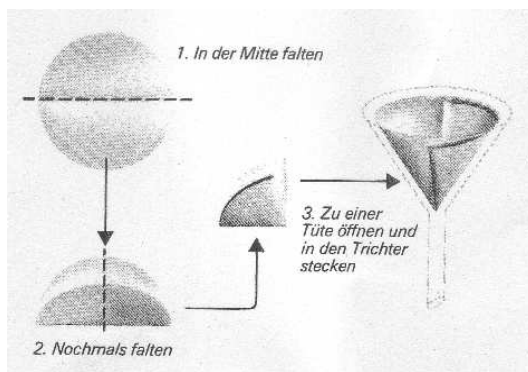 1. In der Mitte falten
3. Zu einer
Tüte öffnen und
in den Trichter
stecken
2. Nochmals falten